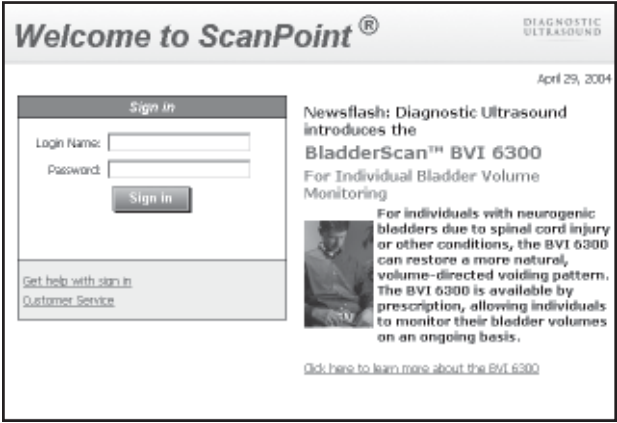 Welcome to ScanPoint ®
DIAGNOSTIC
ULTRASOUND
April 29, 2004
Sign in
Login Name:
Password:
Sign in
Get help with sign in
Customer Service
Newsflash: Diagnostic Ultrasound
introduces the
BladderScan™ BVI 6300
For Individual Bladder Volume
Monitoring
For individuals with neurogenic
bladders due to spinal cord injury
or other conditions, the BVI 6300
can restore a more natural,
volume-directed voiding pattern.
The BVI 6300 is available by
prescription, allowing individuals
to monitor their bladder volumes
on an ongoing basis.
Click here to learn more about the BVI 6300